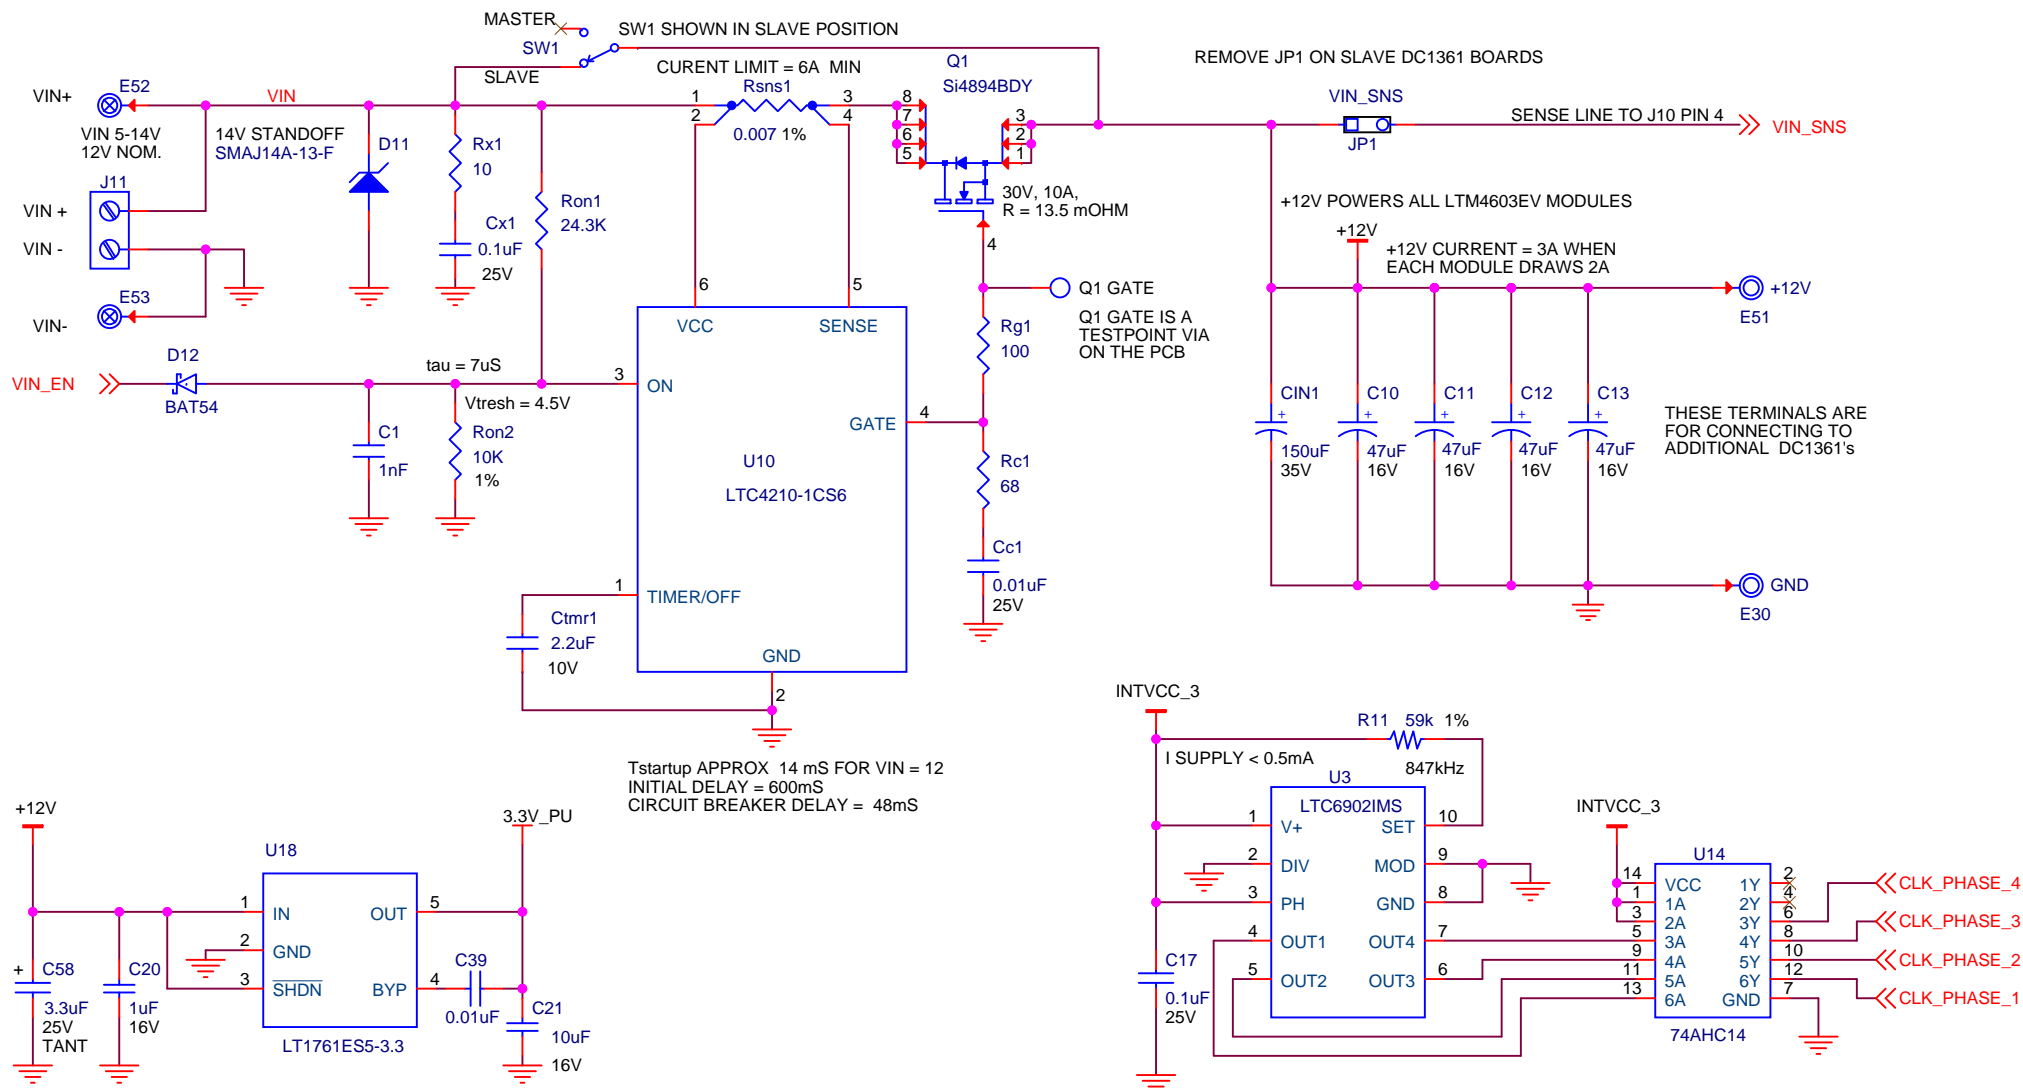 MASTER
SW1
SW1 SHOWN IN SLAVE POSITION
SLAVE
REMOVE JP1 ON SLAVE DC1361 BOARDS
CURENT LIMIT = 6A  MIN
Rsns1
0.007 1%
1
2
3
4
Q1
Si4894BDY
8
7
6
5
3
2
1
30V, 10A,
R = 13.5 mOHM
4
VIN_SNS
JP1
SENSE LINE TO J10 PIN 4
VIN_SNS
VIN+
E52
VIN
VIN 5-14V
12V NOM.
14V STANDOFF
SMAJ14A-13-F
D11
J11
VIN +
VIN -
E53
VIN-
Rx1
10
Cx1
0.1uF
25V
Ron1
24.3K
+12V POWERS ALL LTM4603EV MODULES
+12V
+12V CURRENT = 3A WHEN
EACH MODULE DRAWS 2A
+12V
E51
Q1 GATE
Q1 GATE IS A
TESTPOINT VIA
ON THE PCB
VIN_EN
D12
BAT54
tau = 7uS
Vtresh = 4.5V
C1
1nF
Ron2
10K
1%
6
5
VCC
SENSE
3
ON
GATE
4
U10
LTC4210-1CS6
1
TIMER/OFF
GND
2
Ctmr1
2.2uF
10V
Rg1
100
Rc1
68
Cc1
0.01uF
25V
CIN1
+
150uF
35V
C10
+
47uF
16V
C11
+
47uF
16V
C12
+
47uF
16V
C13
+
47uF
16V
THESE TERMINALS ARE
FOR CONNECTING TO
ADDITIONAL  DC1361's
GND
E30
Tstartup APPROX  14 mS FOR VIN = 12
INITIAL DELAY = 600mS
CIRCUIT BREAKER DELAY =  48mS
+12V
U18
3.3V_PU
1
IN
OUT
5
2
GND
3
SHDN
BYP
4
LT1761ES5-3.3
+
C58
3.3uF
25V
TANT
C20
1uF
16V
C39
0.01uF
C21
10uF
16V
INTVCC_3
R11
59k
1%
I SUPPLY < 0.5mA
847kHz
U3
LTC6902IMS
1
V+
SET
10
2
DIV
MOD
9
3
PH
GND
8
4
OUT1
OUT4
7
5
OUT2
OUT3
6
C17
0.1uF
25V
INTVCC_3
U14
14
VCC
1Y
2
1
1A
2Y
4
3
2A
3Y
6
5
3A
4Y
8
9
4A
5Y
10
11
5A
6Y
12
13
6A
GND
7
74AHC14
CLK_PHASE_4
CLK_PHASE_3
CLK_PHASE_2
CLK_PHASE_1